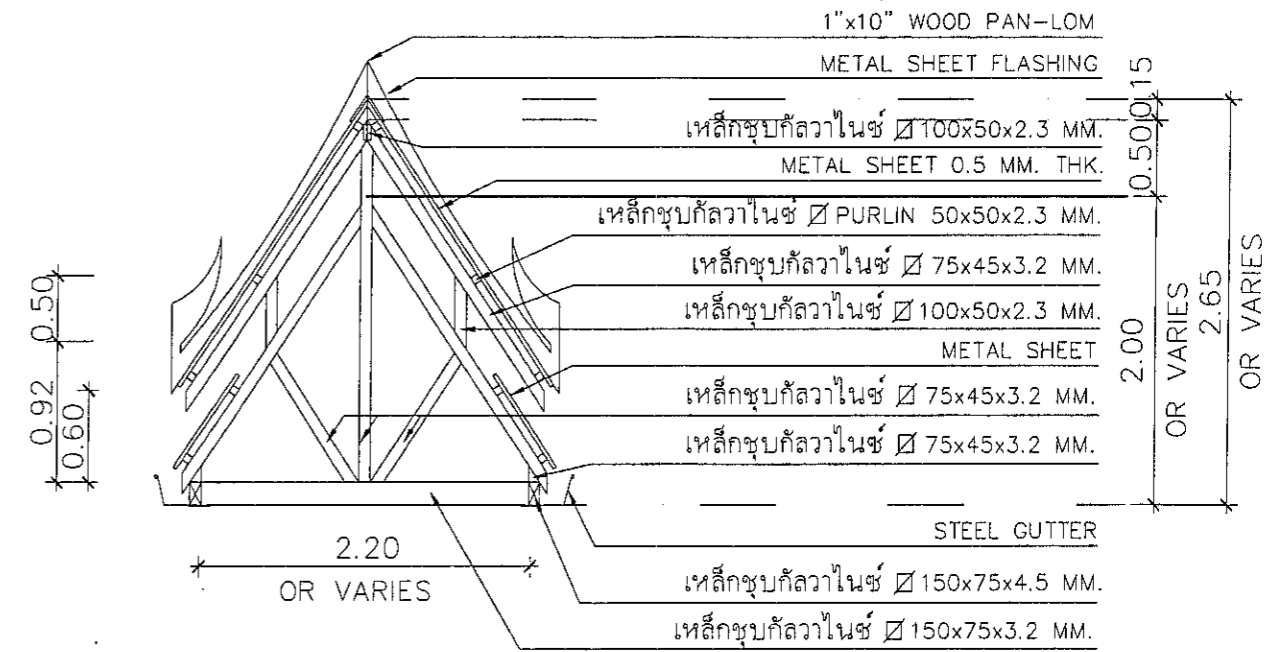 1"x10" WOOD PAN-LOM
METAL SHEET FLASHING
เหล็กชุบกัลวาไนซ์ 100x50x2.3 MM.
METAL SHEET 0.5 MM. THK.
เหล็กชุบกัลวาไนซ์ PURLIN 50x50x2.3 MM.
เหล็กชุบกัลวาไนซ์ 75x45x3.2 MM.
เหล็กชุบกัลวาไนซ์ 100x50x2.3 MM.
METAL SHEET
เหล็กชุบกัลวาไนซ์ 75x45x3.2 MM.
เหล็กชุบกัลวาไนซ์ 75x45x3.2 MM.
STEEL GUTTER
เหล็กชุบกัลวาไนซ์ 150x75x4.5 MM.
เหล็กชุบกัลวาไนซ์ 150x75x3.2 MM.
0.50
0.92
0.60
2.20
OR VARIES
0.15
0.50
2.00
OR VARIES
2.65
OR VARIES